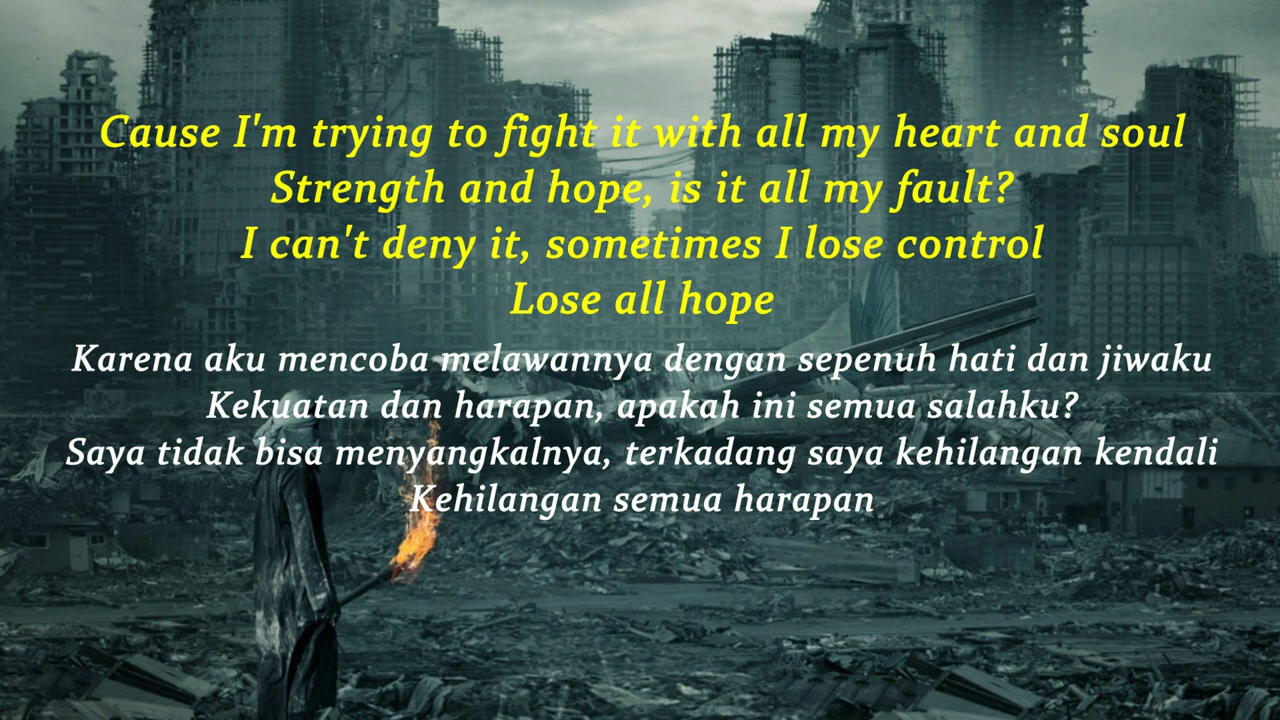 Cause I'm trying to fight it with all my heart and soul
Strength and hope, is it all my fault?
I can't deny it, sometimes I lose control
Lose all hope
Karena aku mencoba melawannya dengan sepenuh hati dan jiwaku
Kekuatan dan harapan, apakah ini semua salahku?
Saya tidak bisa menyangkalnya, terkadang saya kehilangan kendali
Kehilangan semua harapan